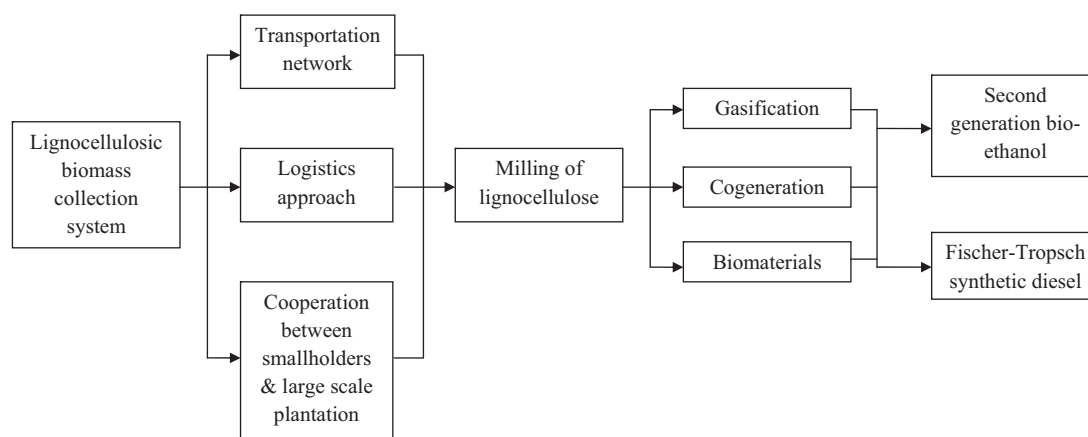 Lignocellulosic
biomass
collection
system
Transportation
network
Logistics
approach
Cooperation
between
smallholders
& large scale
plantation
Milling of
lignocellulose
Gasification
Cogeneration
Biomaterials
Second
generation bio-
ethanol
Fischer-Tropsch
synthetic diesel